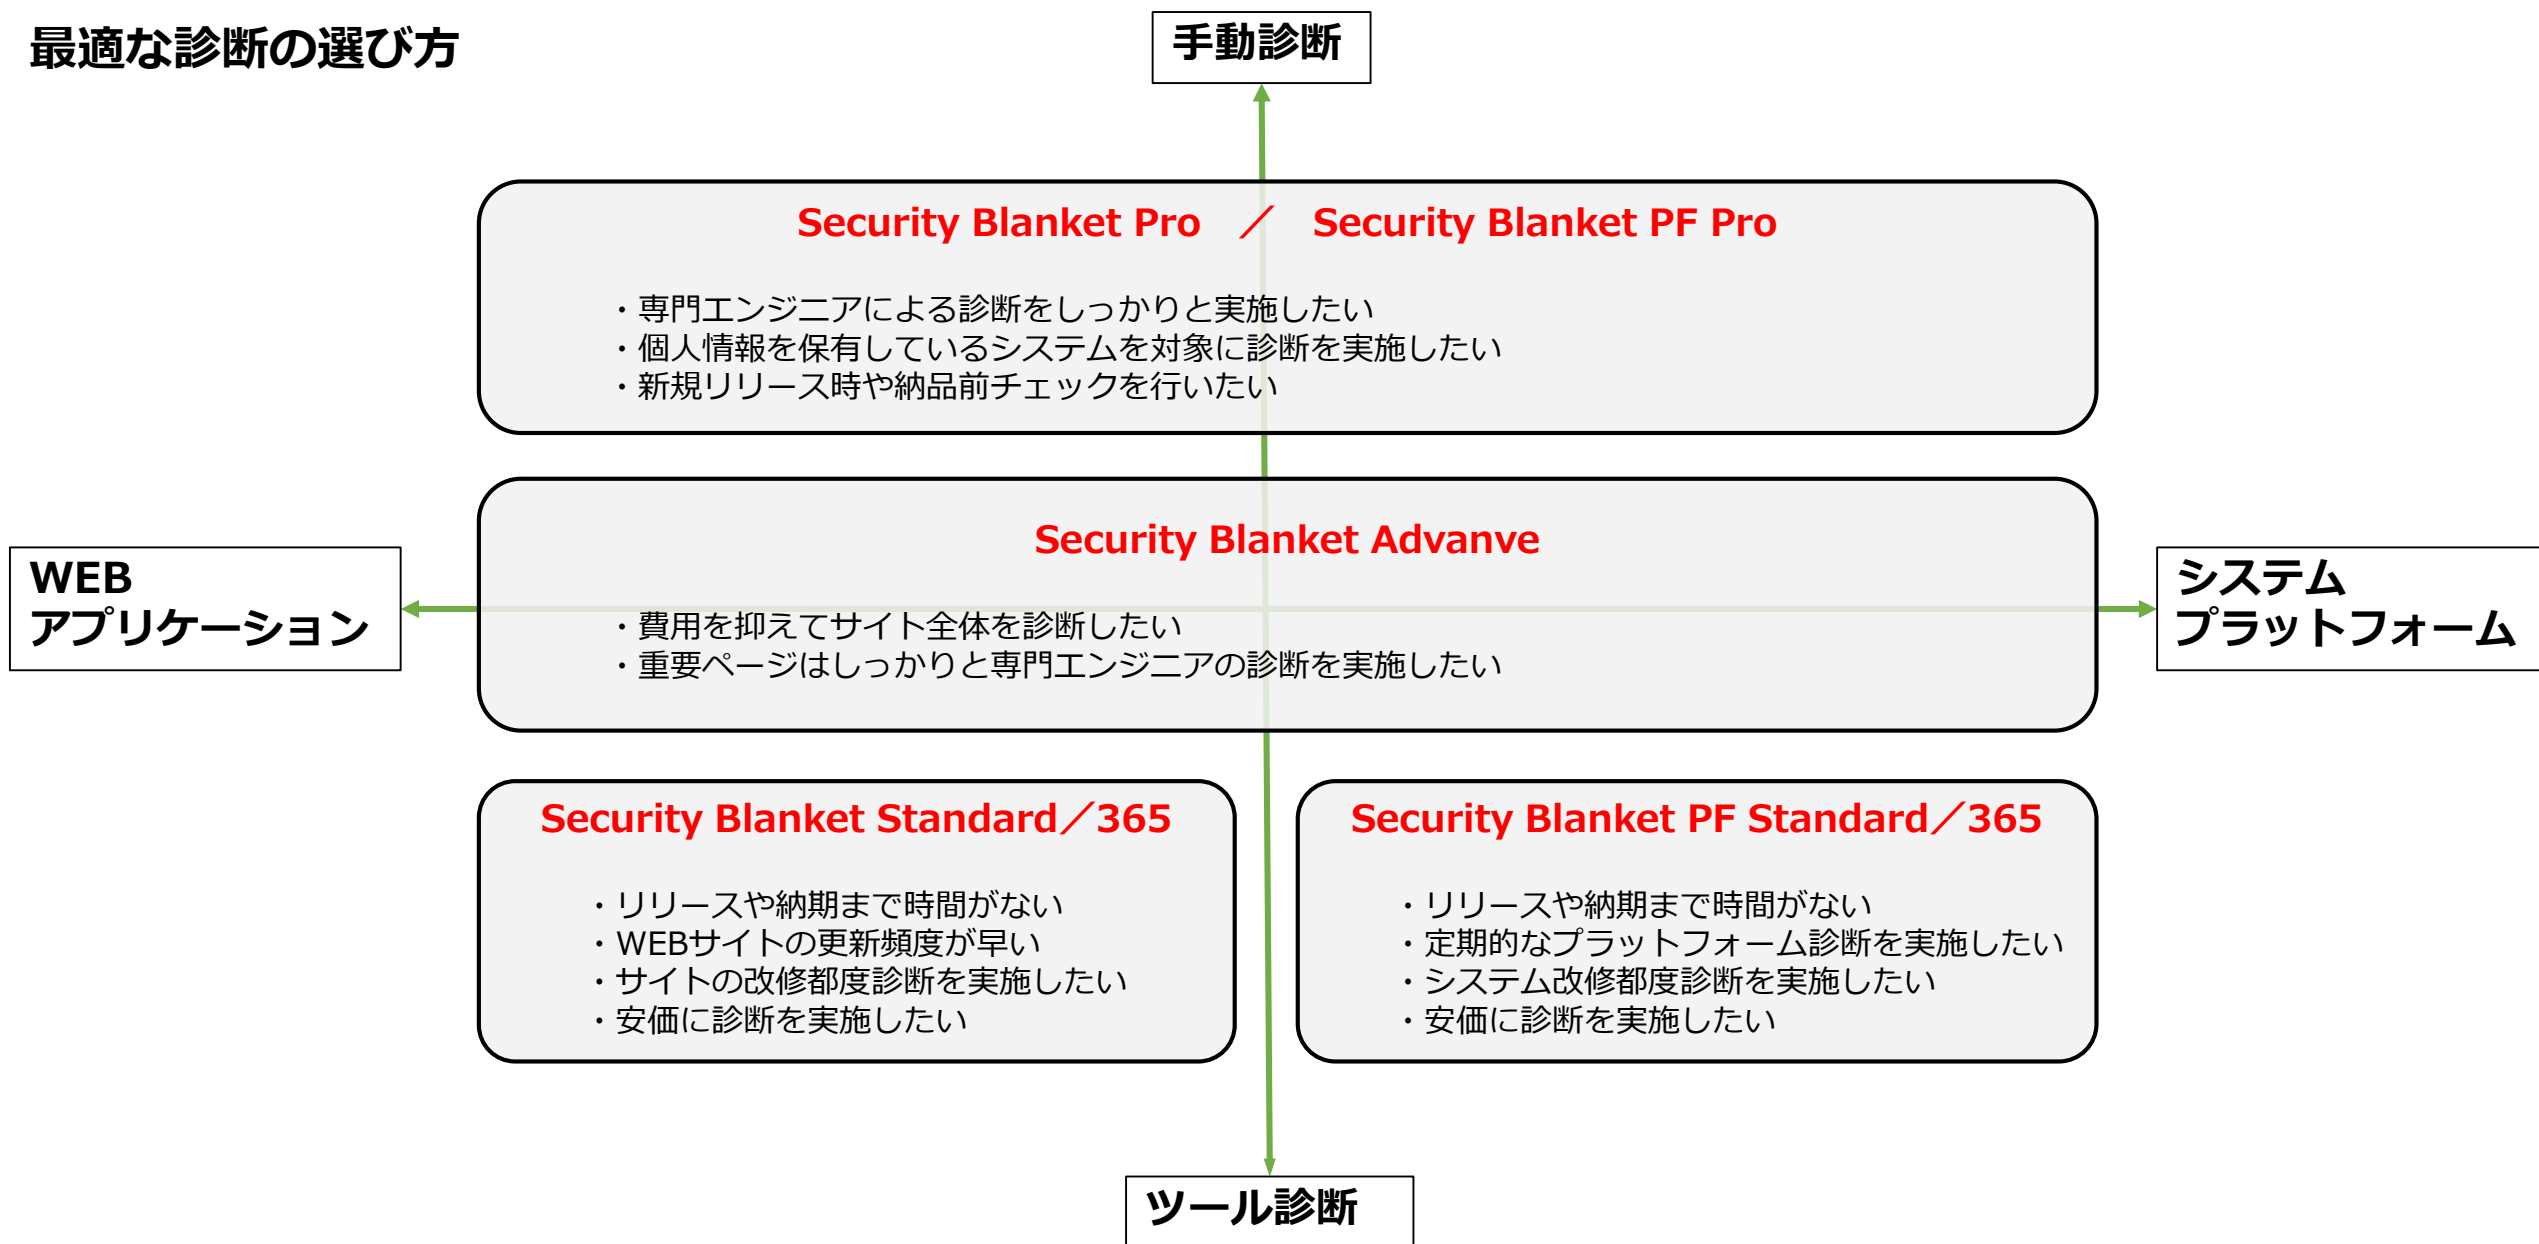 最適な診断の選び方
手動診断
Security Blanket Pro ／ Security Blanket PF Pro
・専門エンジニアによる診断をしっかりと実施したい
・個人情報を保有しているシステムを対象に診断を実施したい
・新規リリース時や納品前チェックを行いたい
Security Blanket Advanve
・費用を抑えてサイト全体を診断したい
・重要ページはしっかりと専門エンジニアの診断を実施したい
WEB
アプリケーション
システム
プラットフォーム
Security Blanket Standard／365
・リリースや納期まで時間がない
・WEBサイトの更新頻度が早い
・サイトの改修都度診断を実施したい
・安価に診断を実施したい
Security Blanket PF Standard／365
・リリースや納期まで時間がない
・定期的なプラットフォーム診断を実施したい
・システム改修都度診断を実施したい
・安価に診断を実施したい
ツール診断